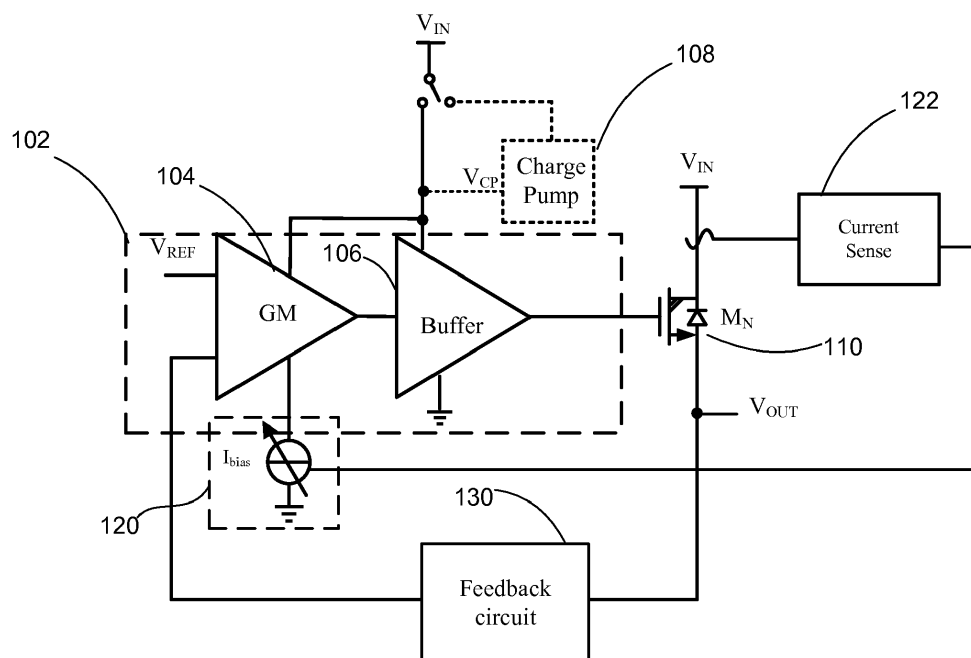 V_IN
108
122
102
104
V_CP
Charge
Pump
V_IN
V_REF
106
Current
Sense
GM
Buffer
M_N
110
V_OUT
I_bias
120
130
Feedback
circuit